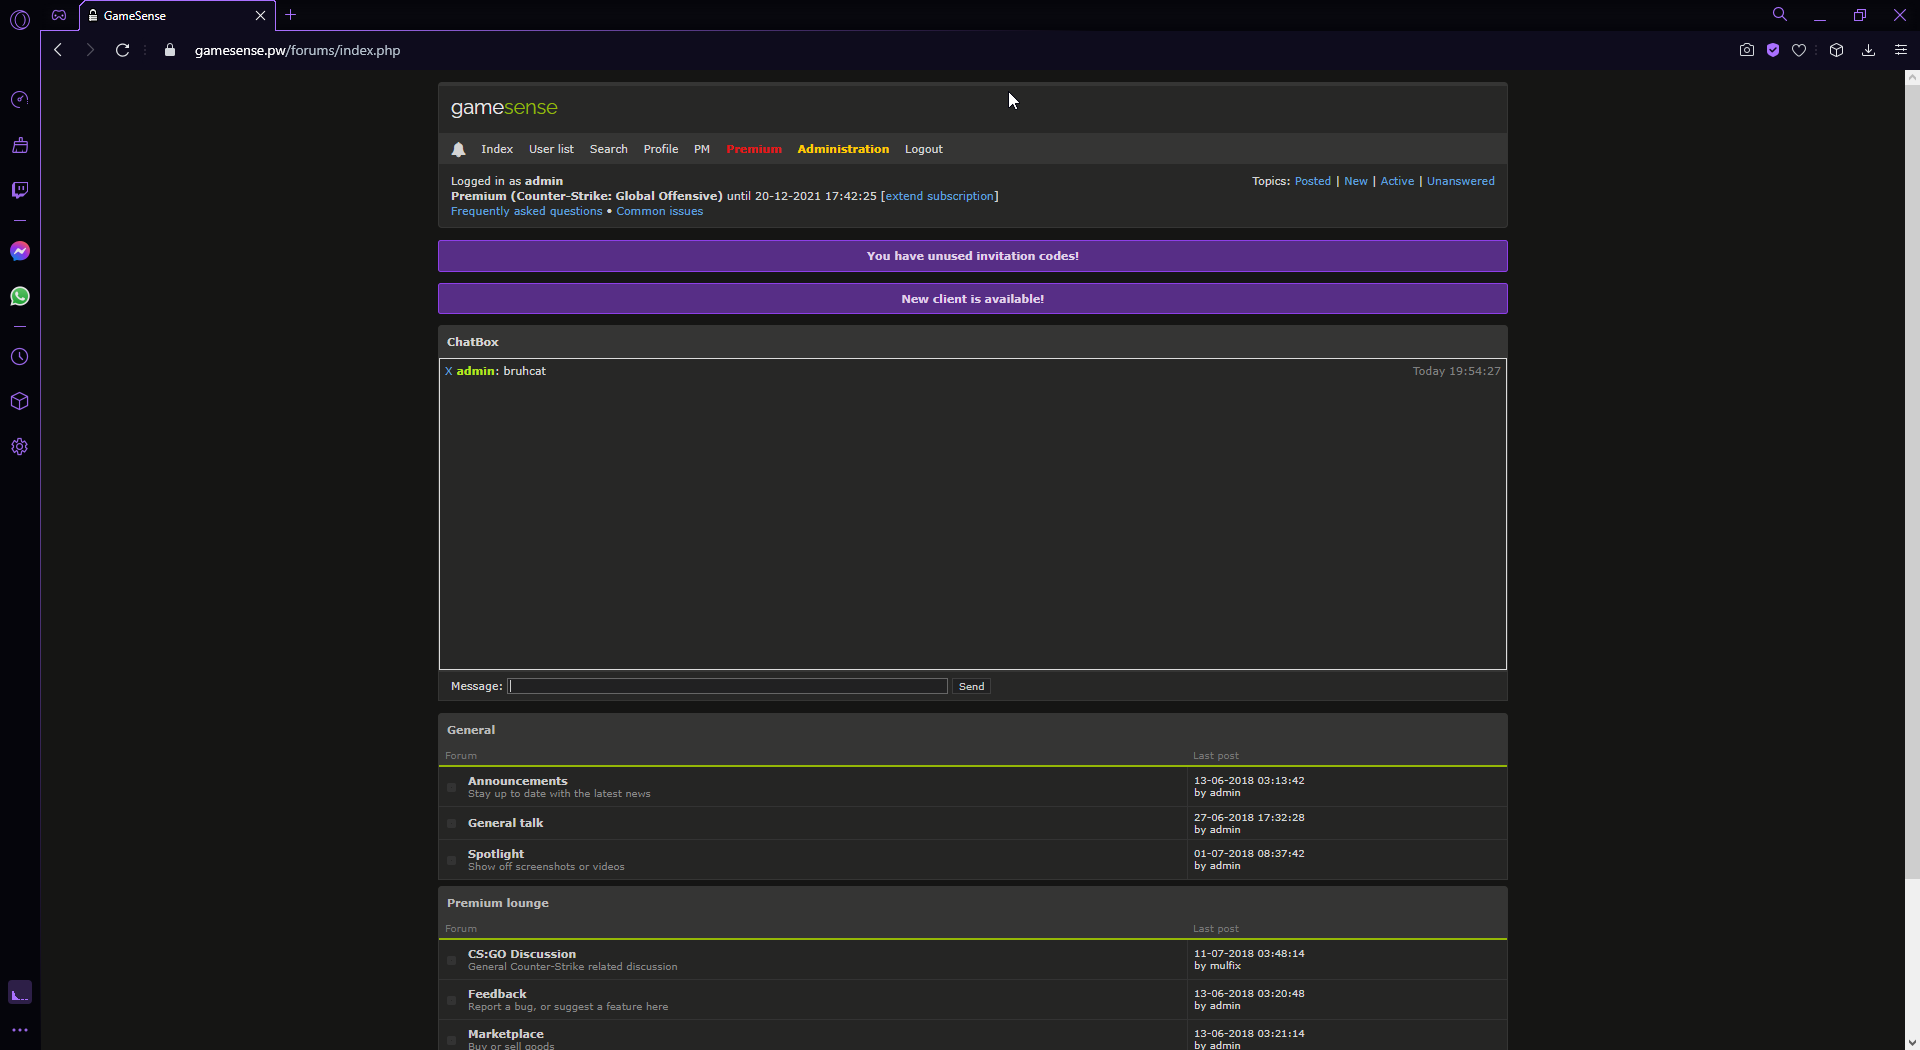 GameSense
gamesense.pw/forums/index.php
gamesense
Index User list Search Profile PM Premium Administration Logout
Logged in as admin
Topics: Posted | New | Active | Unanswered
Premium (Counter-Strike: Global Offensive) until 20-12-2021 17:42:25 [extend subscription]
Frequently asked questions • Common issues
You have unused invitation codes!
New client is available!
ChatBox
X admin: bruhcat Today 19:54:27
Message: Send
General
Forum Last post
Announcements
Stay up to date with the latest news
13-06-2018 03:13:42
by admin
General talk
27-06-2018 17:32:28
by admin
Spotlight
Show off screenshots or videos
01-07-2018 08:37:42
by admin
Premium lounge
Forum Last post
CS:GO Discussion
General Counter-Strike related discussion
11-07-2018 03:48:14
by mulfix
Feedback
Report a bug, or suggest a feature here
13-06-2018 03:20:48
by admin
Marketplace
Buy or sell goods
13-06-2018 03:21:14
by admin